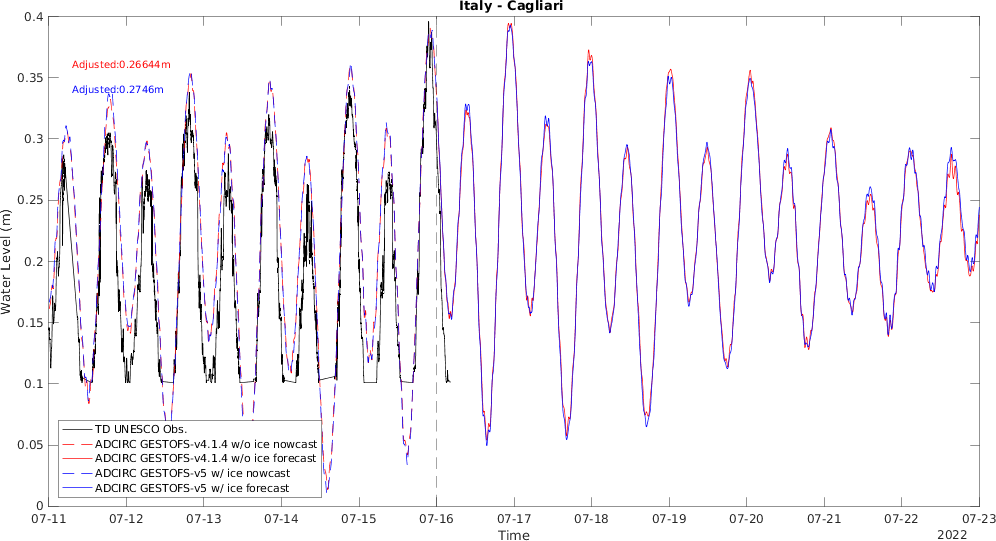 Italy - Cagliari
0.4
0.35
0.3
0.25
0.2
0.15
0.1
0.05
0
Water Level (m)
Adjusted:0.26644m
Adjusted:0.2746m
TD UNESCO Obs.
ADCIRC GESTOFS-v4.1.4 w/o ice nowcast
ADCIRC GESTOFS-v4.1.4 w/o ice forecast
ADCIRC GESTOFS-v5 w/ ice nowcast
ADCIRC GESTOFS-v5 w/ ice forecast
07-11 07-12 07-13 07-14 07-15 07-16 07-17 07-18 07-19 07-20 07-21 07-22 07-23
Time
2022